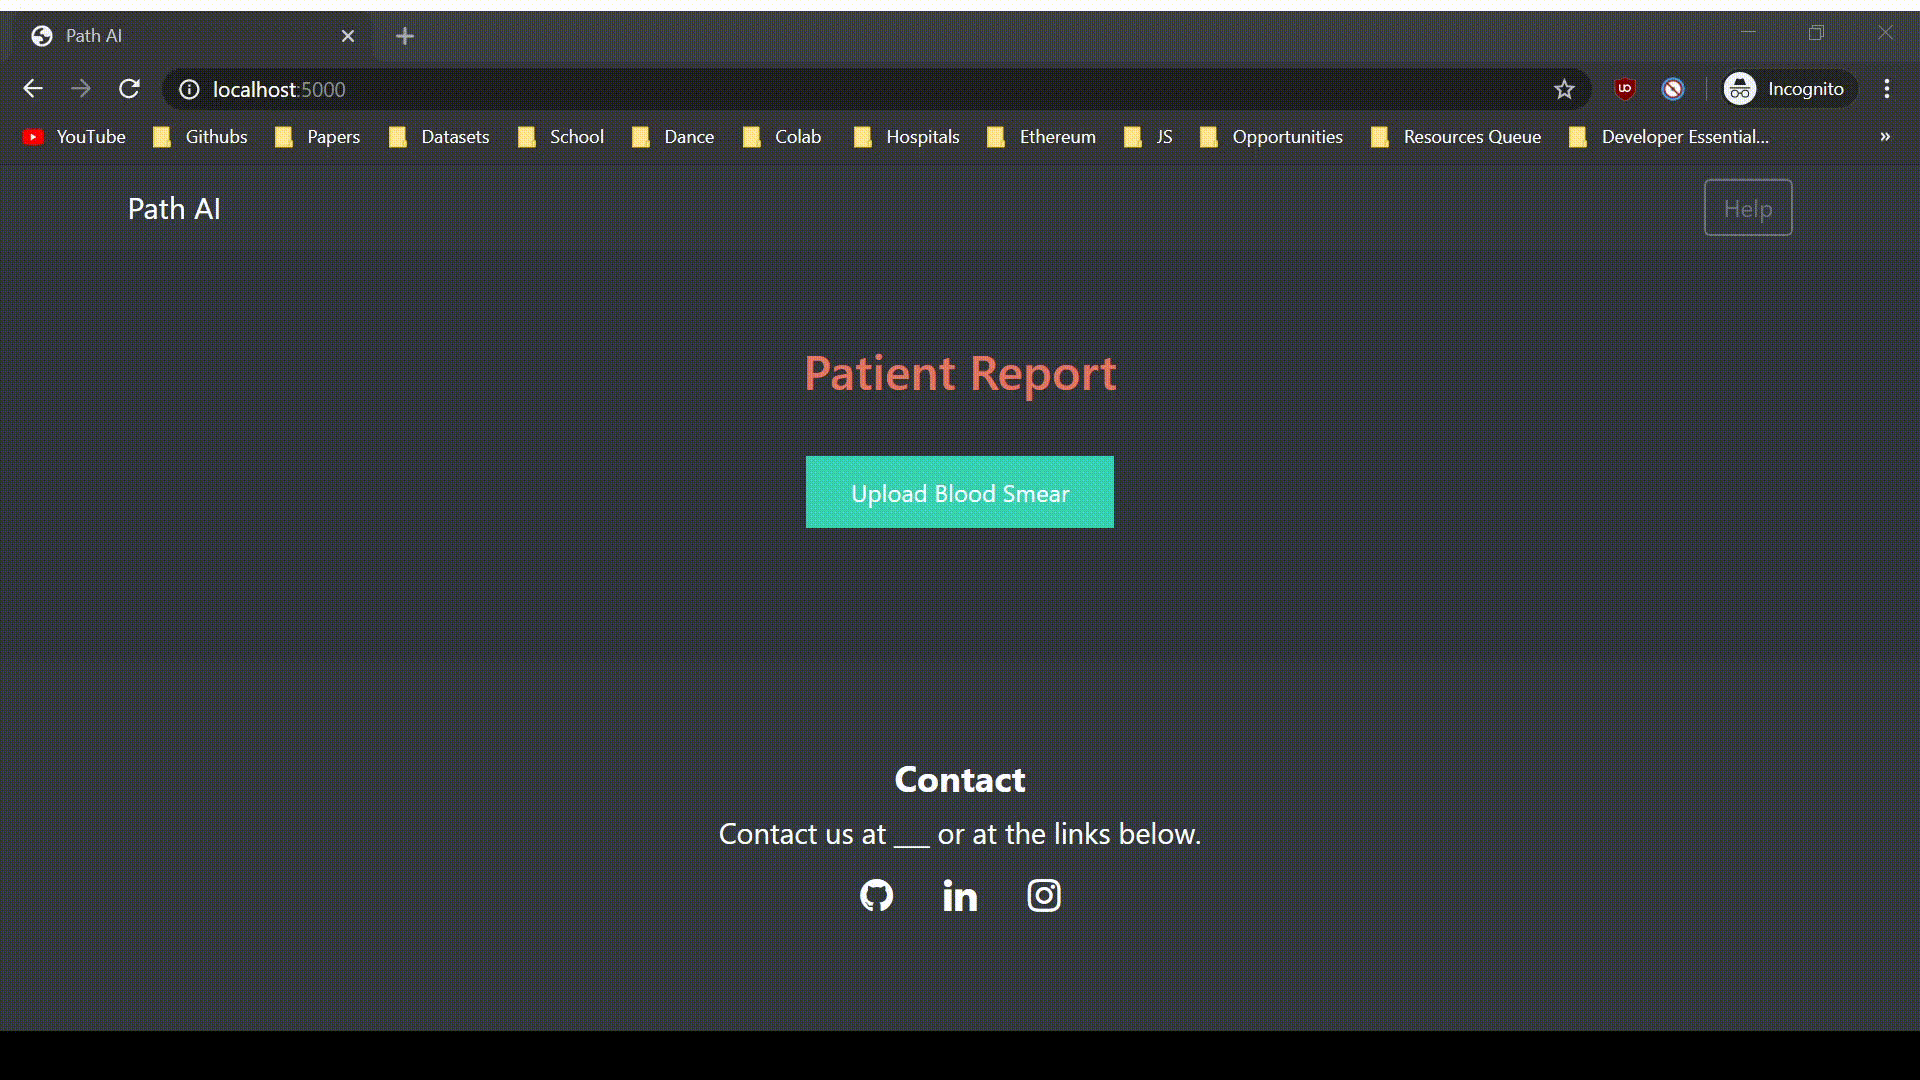 Path AI
localhost:5000
Incognito
YouTube Githubs Papers Datasets School Dance Colab Hospitals Ethereum JS Opportunities Resources Queue Developer Essential... »
Path AI
Help
Patient Report
Upload Blood Smear
Contact
Contact us at ___ or at the links below.